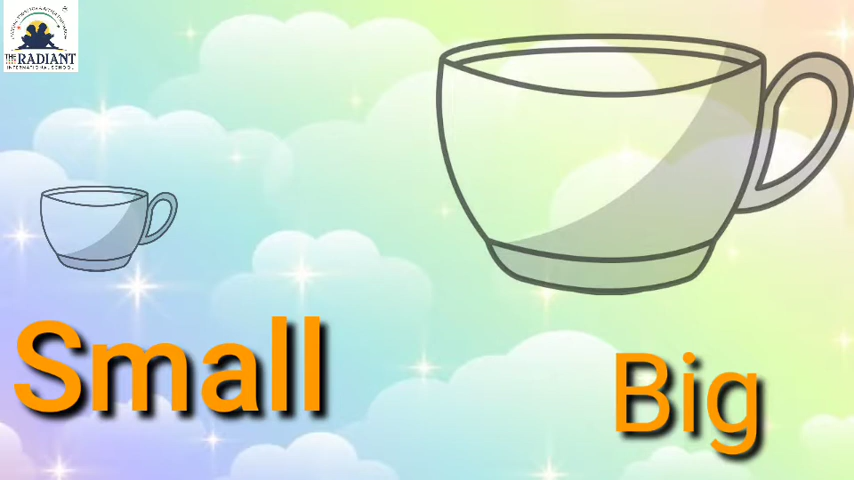 THE RADIANT
INTERNATIONAL SCHOOL
Small
Big